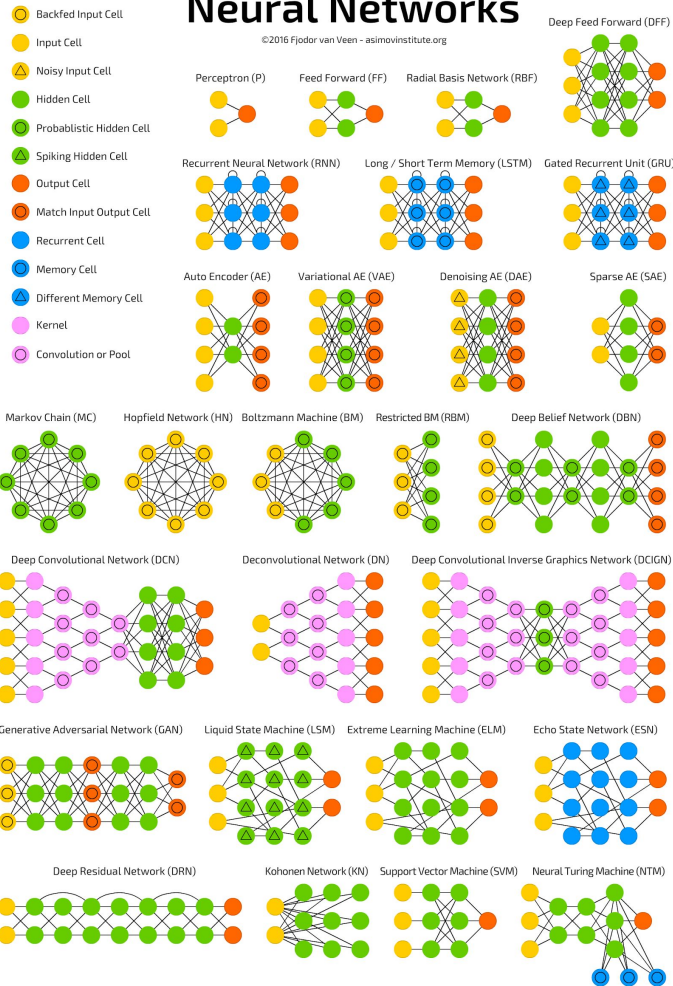 Neural Networks
©2016 Fjodor van Veen - asimovinstitute.org
Deep Feed Forward (DFF)
Backfed Input Cell
Input Cell
Noisy Input Cell
Hidden Cell
Probablistic Hidden Cell
Spiking Hidden Cell
Output Cell
Match Input Output Cell
Recurrent Cell
Memory Cell
Different Memory Cell
Kernel
Convolution or Pool
Perceptron (P)
Feed Forward (FF)
Radial Basis Network (RBF)
Recurrent Neural Network (RNN)
Long / Short Term Memory (LSTM)
Gated Recurrent Unit (GRU)
Auto Encoder (AE)
Variational AE (VAE)
Denoising AE (DAE)
Sparse AE (SAE)
Markov Chain (MC)
Hopfield Network (HN)
Boltzmann Machine (BM)
Restricted BM (RBM)
Deep Belief Network (DBN)
Deep Convolutional Network (DCN)
Deconvolutional Network (DN)
Deep Convolutional Inverse Graphics Network (DCIGN)
Generative Adversarial Network (GAN)
Liquid State Machine (LSM)
Extreme Learning Machine (ELM)
Echo State Network (ESN)
Deep Residual Network (DRN)
Kohonen Network (KN)
Support Vector Machine (SVM)
Neural Turing Machine (NTM)